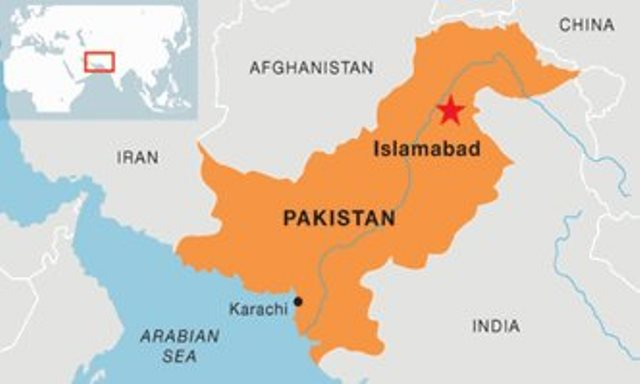 CHINA
AFGHANISTAN
Islamabad
IRAN
PAKISTAN
Karachi
INDIA
ARABIAN
SEA